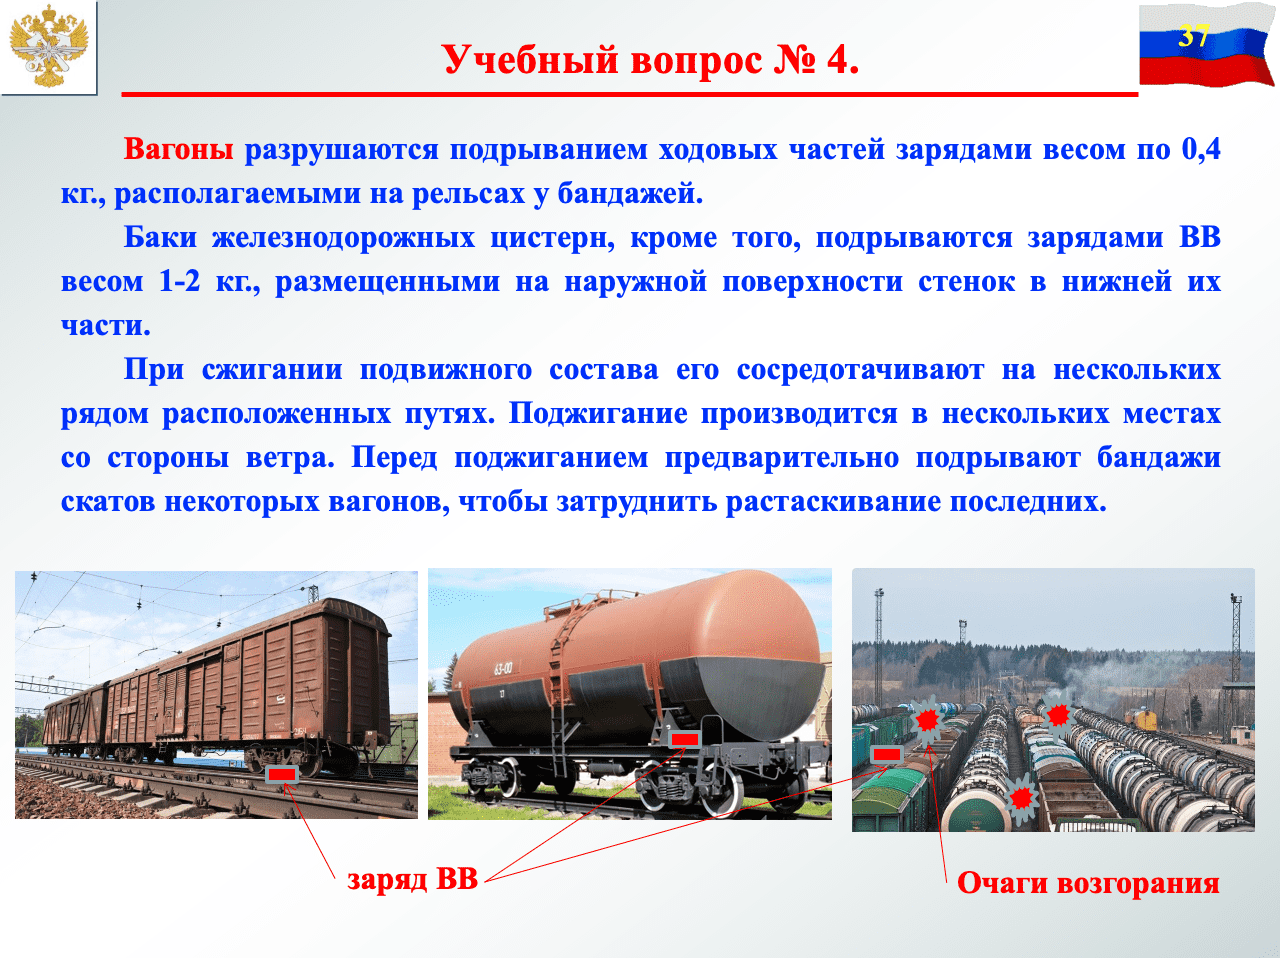 37
Учебный вопрос № 4.
Вагоны разрушаются подрыванием ходовых частей зарядами весом по 0,4
кг., располагаемыми на рельсах у бандажей.
Баки железнодорожных цистерн, кроме того, подрываются зарядами ВВ
весом 1-2 кг., размещенными на наружной поверхности стенок в нижней их
части.
При сжигании подвижного состава его сосредотачивают на нескольких
рядом расположенных путях. Поджигание производится в нескольких местах
со стороны ветра. Перед поджиганием предварительно подрывают бандажи
скатов некоторых вагонов, чтобы затруднить растаскивание последних.
63-00
заряд ВВ
Очаги возгорания